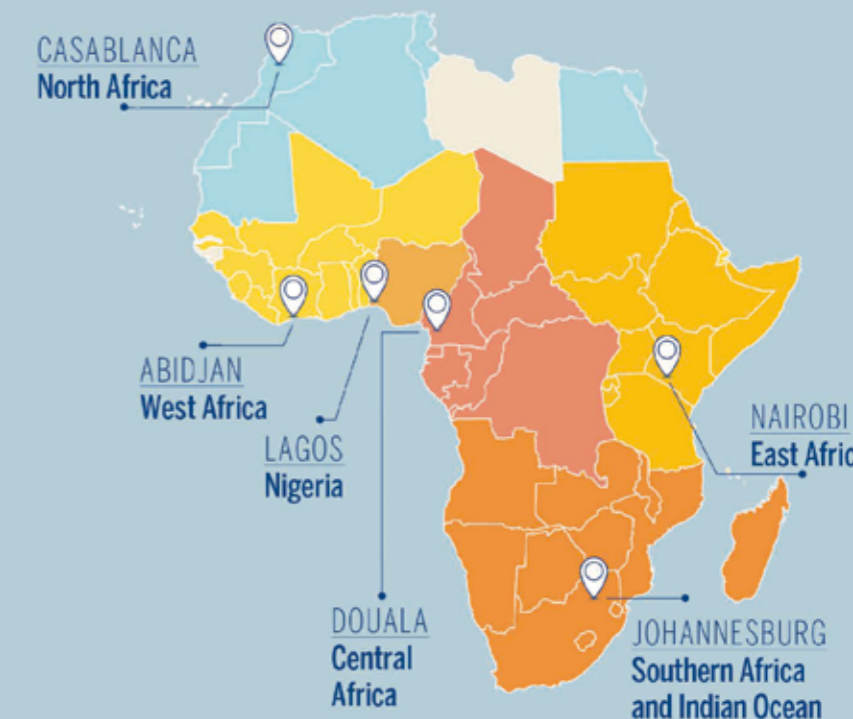 CASABLANCA
North Africa
ABIDJAN
West Africa
LAGOS
Nigeria
DOUALA
Central
Africa
NAIROBI
East Afric
JOHANNESBURG
Southern Africa
and Indian Ocean